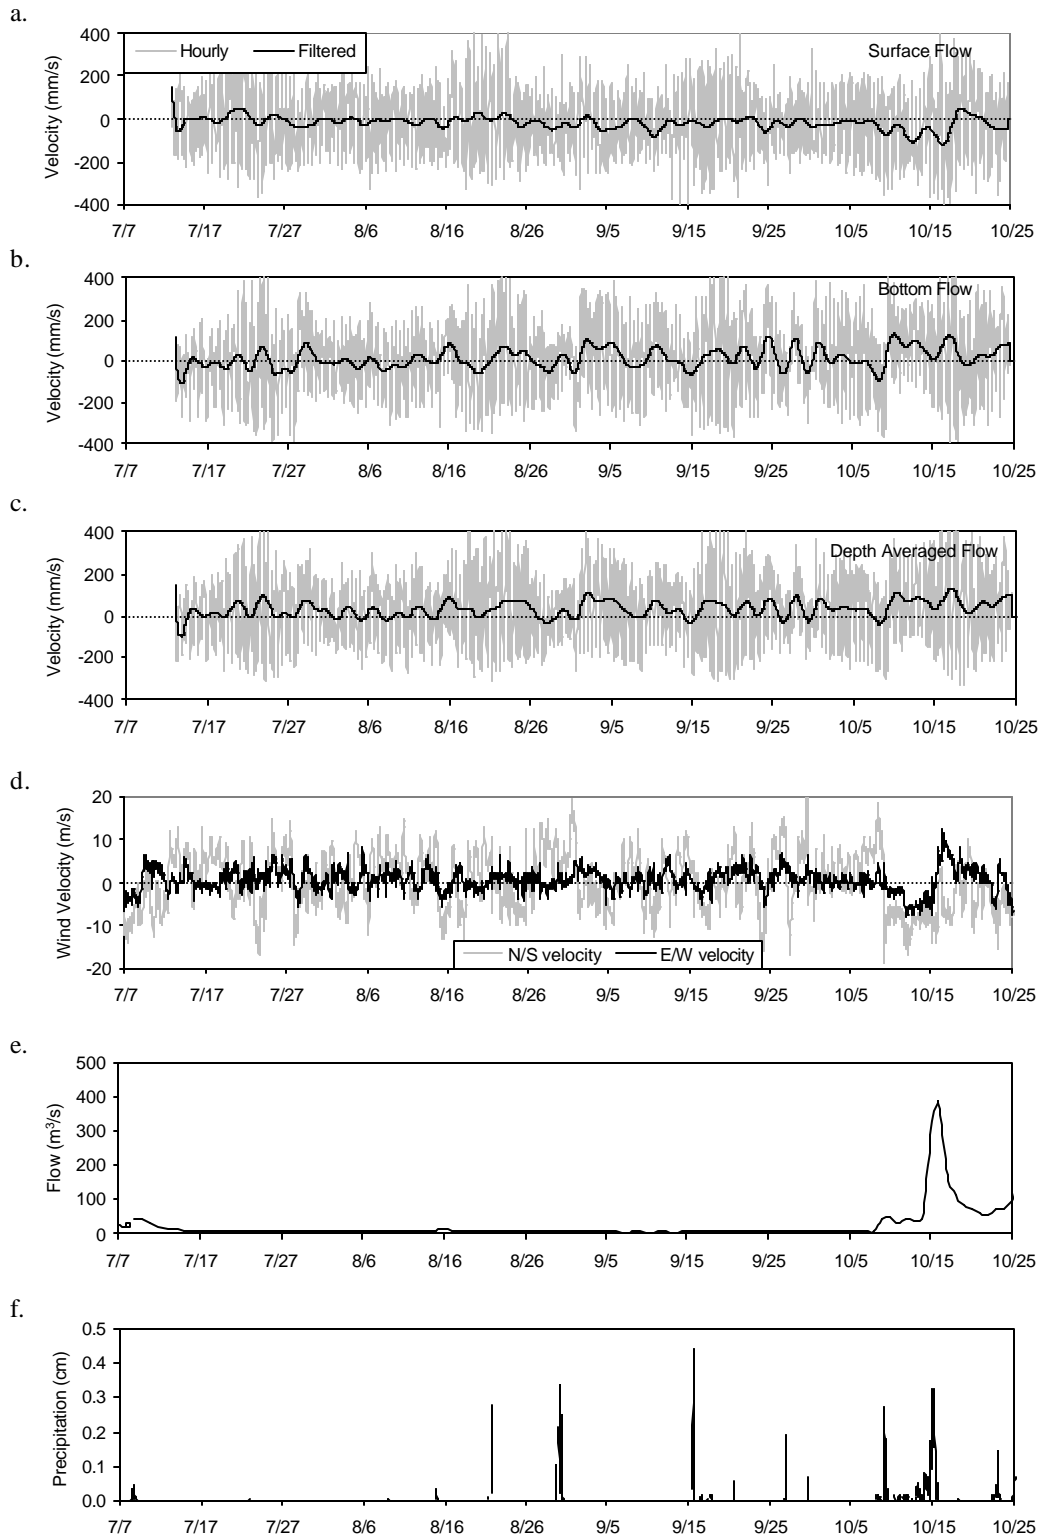 a.
Hourly Filtered
Surface Flow
Velocity (mm/s)
400
200
0
-200
-400
7/7 7/17 7/27 8/6 8/16 8/26 9/5 9/15 9/25 10/5 10/15 10/25
b.
Bottom Flow
Velocity (mm/s)
400
200
0
-200
-400
7/7 7/17 7/27 8/6 8/16 8/26 9/5 9/15 9/25 10/5 10/15 10/25
c.
Depth Averaged Flow
Velocity (mm/s)
400
200
0
-200
-400
7/7 7/17 7/27 8/6 8/16 8/26 9/5 9/15 9/25 10/5 10/15 10/25
d.
Wind Velocity (m/s)
20
10
0
-10
-20
N/S velocity E/W velocity
7/7 7/17 7/27 8/6 8/16 8/26 9/5 9/15 9/25 10/5 10/15 10/25
e.
Flow (m³/s)
500
400
300
200
100
0
7/7 7/17 7/27 8/6 8/16 8/26 9/5 9/15 9/25 10/5 10/15 10/25
f.
Precipitation (cm)
0.5
0.4
0.3
0.2
0.1
0.0
7/7 7/17 7/27 8/6 8/16 8/26 9/5 9/15 9/25 10/5 10/15 10/25